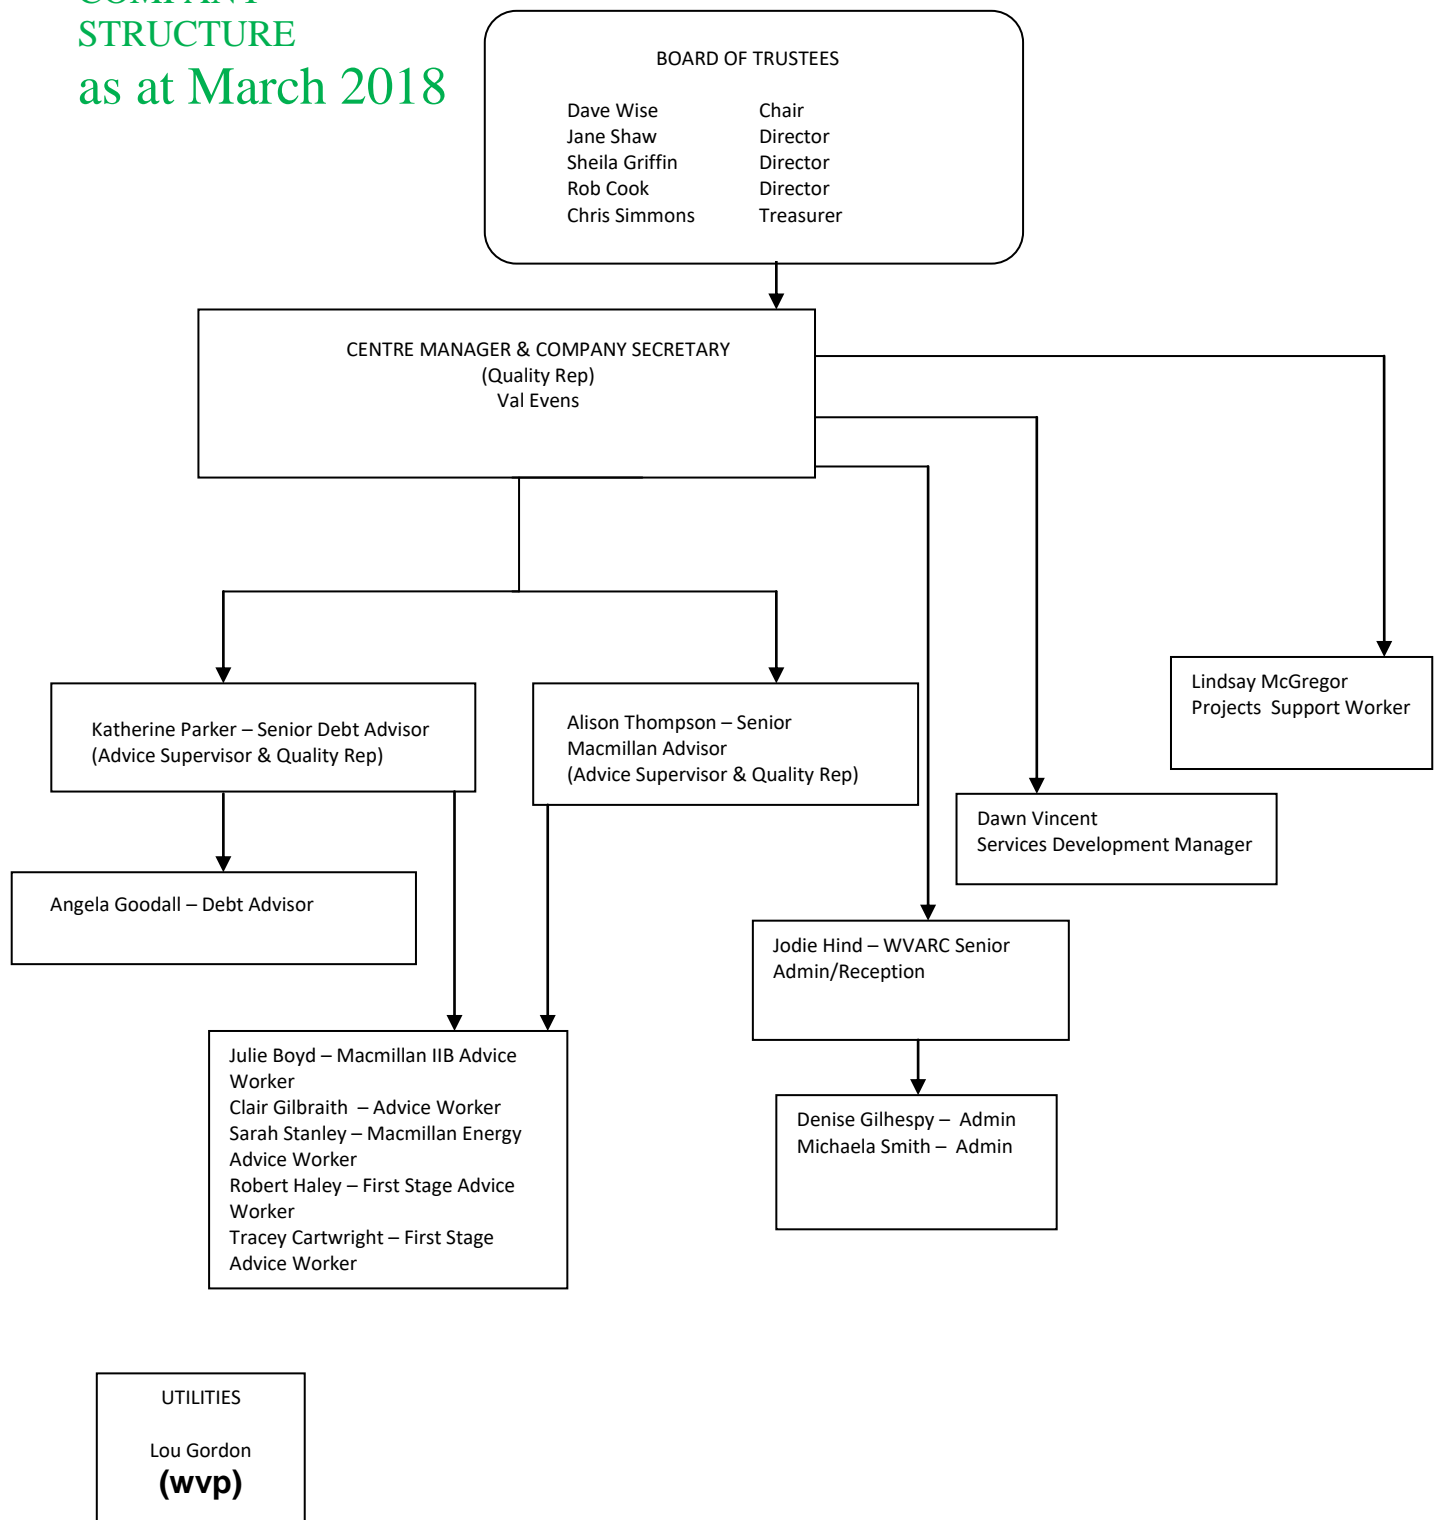 COMPANY
STRUCTURE
as at March 2018
BOARD OF TRUSTEES
Dave Wise Chair
Jane Shaw Director
Sheila Griffin Director
Rob Cook Director
Chris Simmons Treasurer
CENTRE MANAGER & COMPANY SECRETARY
(Quality Rep)
Val Evens
Lindsay McGregor
Projects Support Worker
Katherine Parker – Senior Debt Advisor
(Advice Supervisor & Quality Rep)
Alison Thompson – Senior
Macmillan Advisor
(Advice Supervisor & Quality Rep)
Dawn Vincent
Services Development Manager
Angela Goodall – Debt Advisor
Jodie Hind – WVARC Senior
Admin/Reception
Julie Boyd – Macmillan IIB Advice
Worker
Clair Gilbraith – Advice Worker
Sarah Stanley – Macmillan Energy
Advice Worker
Robert Haley – First Stage Advice
Worker
Tracey Cartwright – First Stage
Advice Worker
Denise Gilhespy – Admin
Michaela Smith – Admin
UTILITIES
Lou Gordon
(wvp)